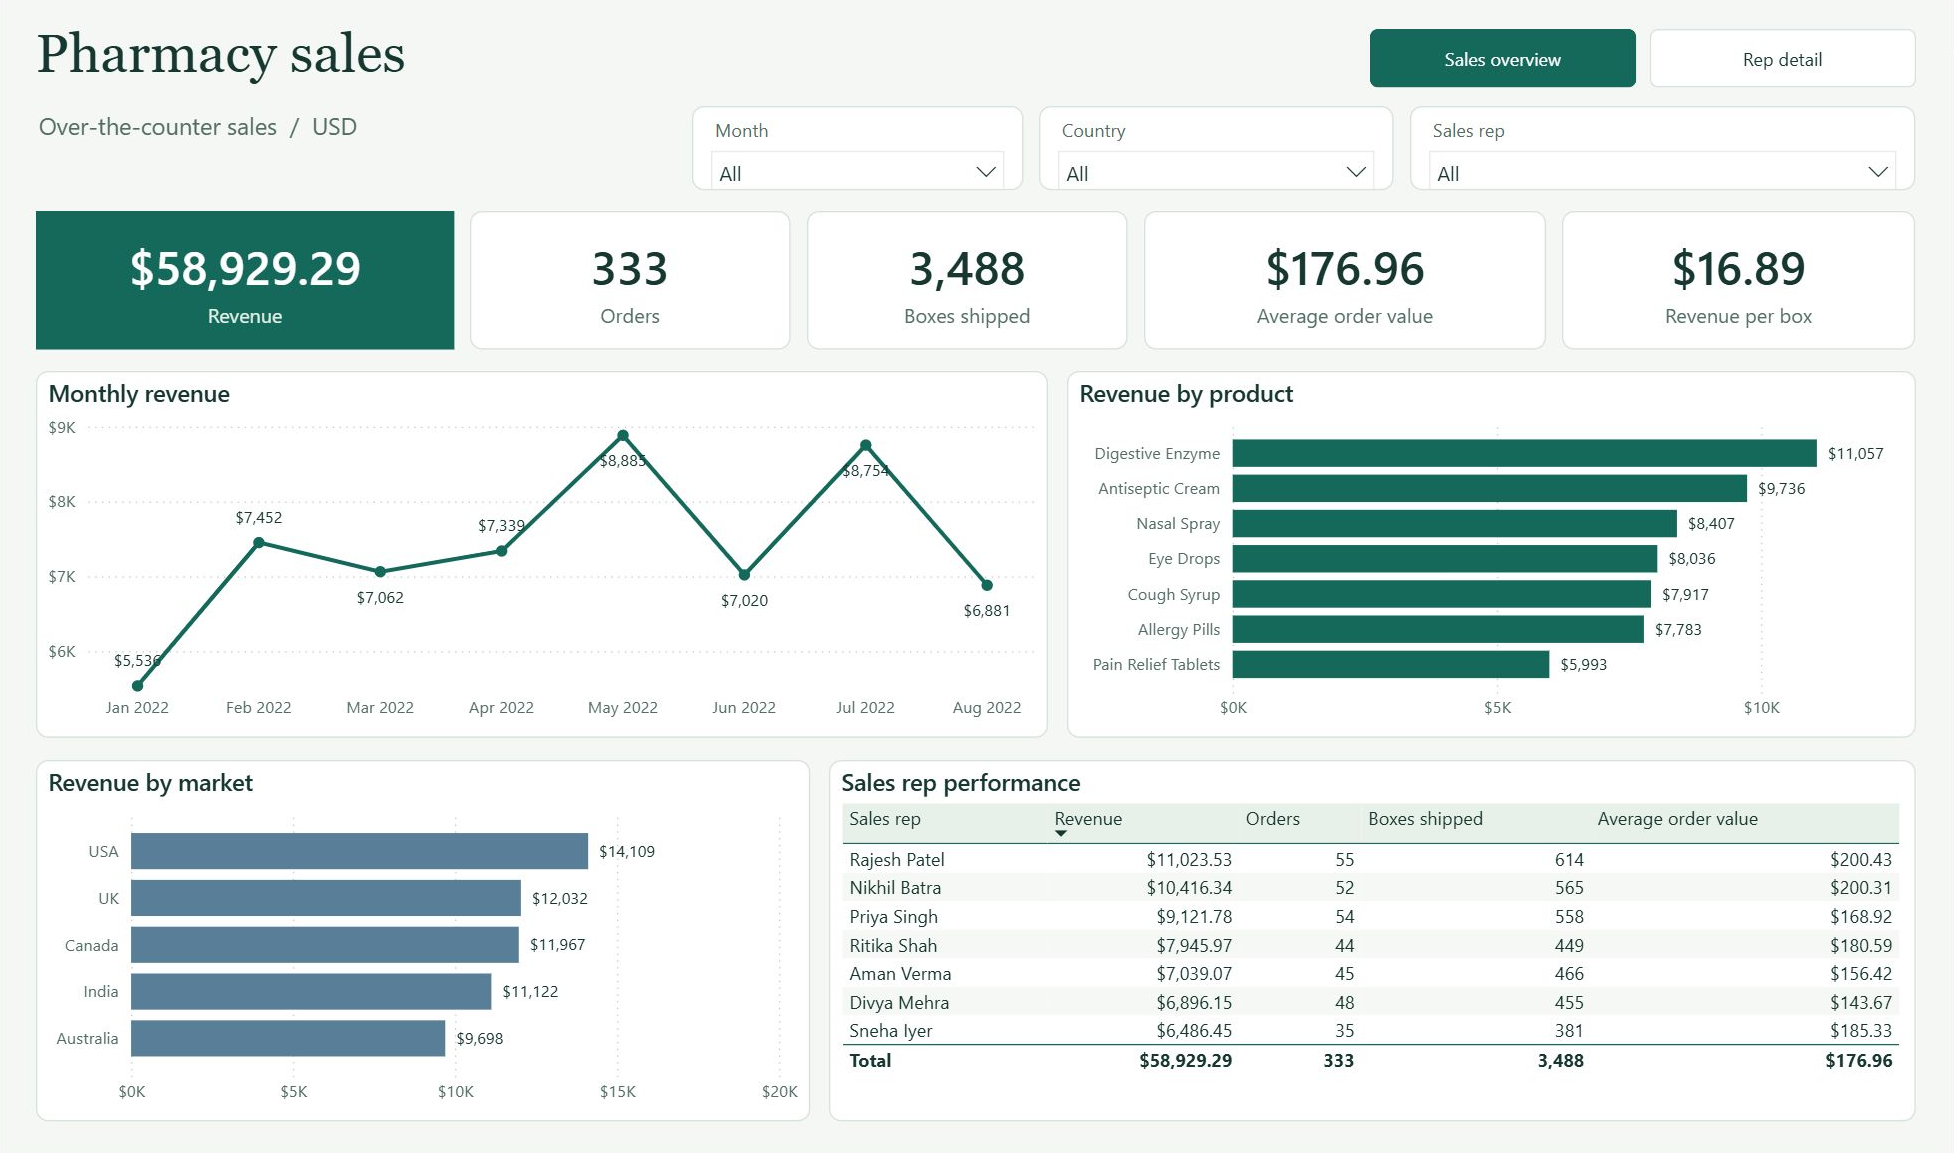 Pharmacy sales
Sales overview
Rep detail
Over-the-counter sales / USD
Month
All
Country
All
Sales rep
All
$58,929.29
Revenue
333
Orders
3,488
Boxes shipped
$176.96
Average order value
$16.89
Revenue per box
Monthly revenue
$9K
$8K
$7K
$6K
$5,536
$7,452
$7,062
$7,339
$8,885
$7,020
$8,754
$6,881
Jan 2022
Feb 2022
Mar 2022
Apr 2022
May 2022
Jun 2022
Jul 2022
Aug 2022
Revenue by product
Digestive Enzyme $11,057
Antiseptic Cream $9,736
Nasal Spray $8,407
Eye Drops $8,036
Cough Syrup $7,917
Allergy Pills $7,783
Pain Relief Tablets $5,993
$0K $5K $10K
Revenue by market
USA $14,109
UK $12,032
Canada $11,967
India $11,122
Australia $9,698
$0K $5K $10K $15K $20K
Sales rep performance
Sales rep Revenue Orders Boxes shipped Average order value
Rajesh Patel $11,023.53 55 614 $200.43
Nikhil Batra $10,416.34 52 565 $200.31
Priya Singh $9,121.78 54 558 $168.92
Ritika Shah $7,945.97 44 449 $180.59
Aman Verma $7,039.07 45 466 $156.42
Divya Mehra $6,896.15 48 455 $143.67
Sneha Iyer $6,486.45 35 381 $185.33
Total $58,929.29 333 3,488 $176.96